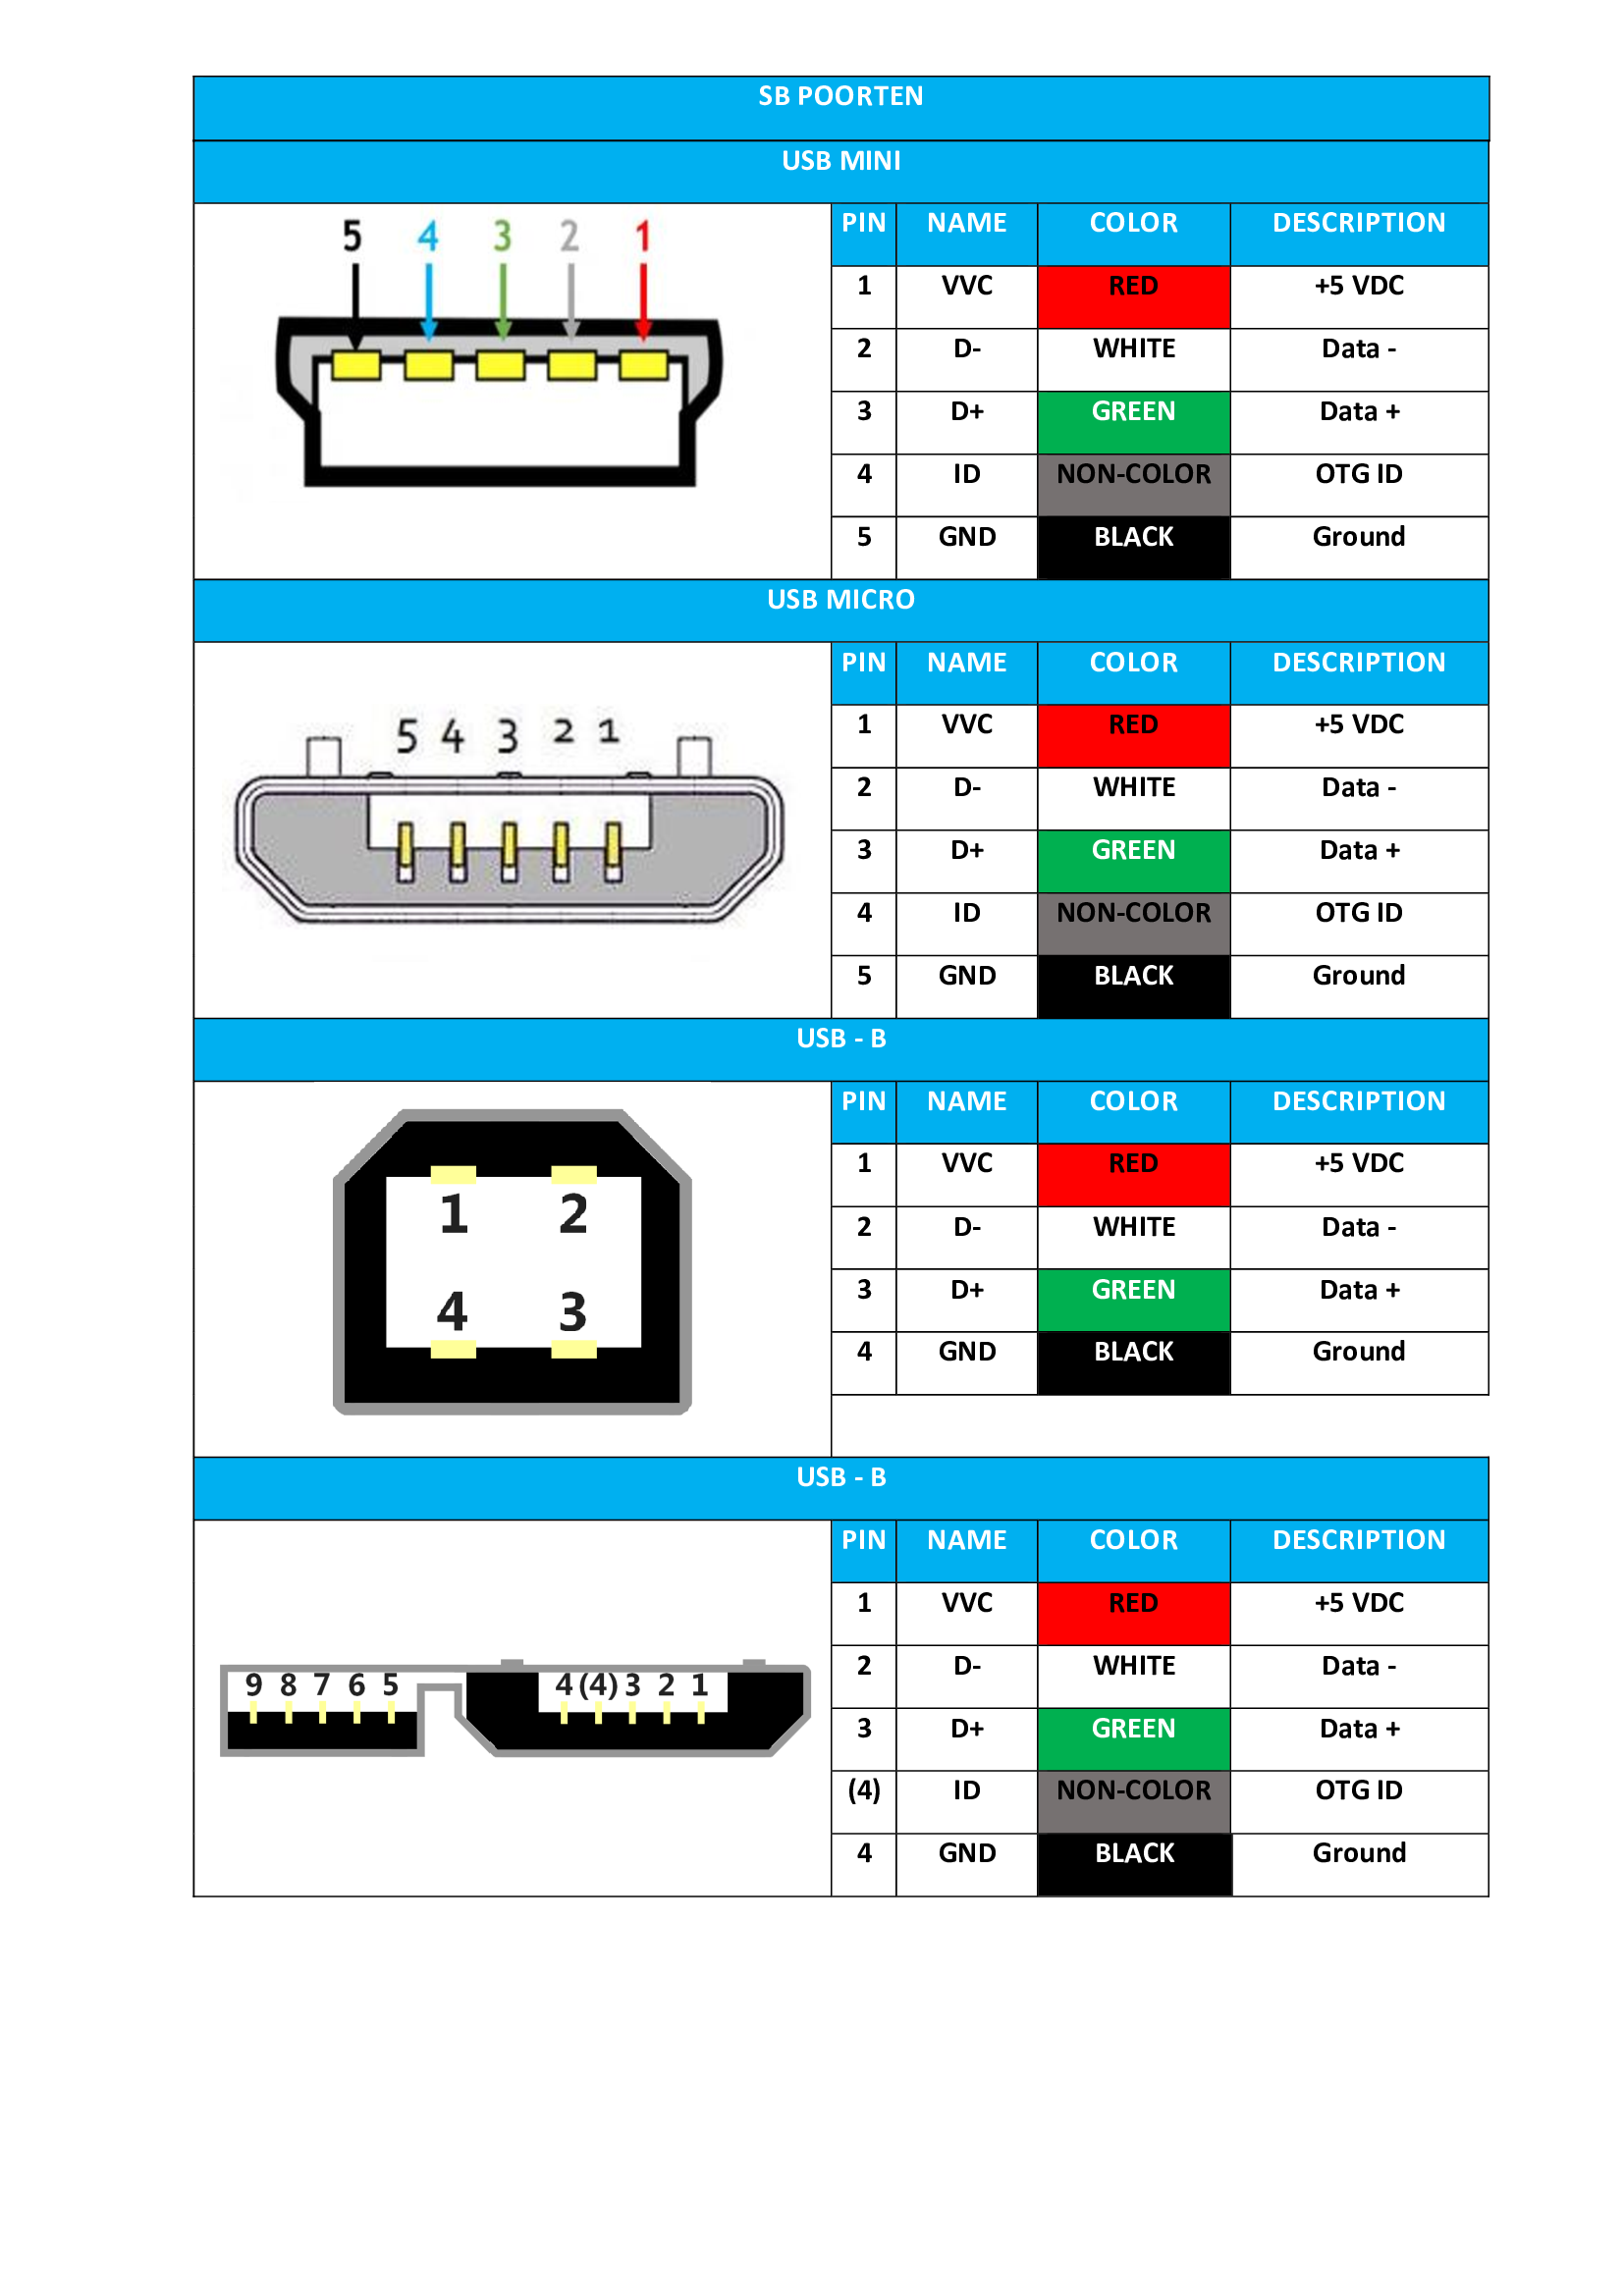 SB POORTEN
USB MINI
5 4 3 2 1
PIN NAME COLOR DESCRIPTION
1 VVC RED +5 VDC
2 D- WHITE Data -
3 D+ GREEN Data +
4 ID NON-COLOR OTG ID
5 GND BLACK Ground
USB MICRO
5 4 3 2 1
PIN NAME COLOR DESCRIPTION
1 VVC RED +5 VDC
2 D- WHITE Data -
3 D+ GREEN Data +
4 ID NON-COLOR OTG ID
5 GND BLACK Ground
USB - B
1 2
4 3
PIN NAME COLOR DESCRIPTION
1 VVC RED +5 VDC
2 D- WHITE Data -
3 D+ GREEN Data +
4 GND BLACK Ground
USB - B
9 8 7 6 5 4 (4) 3 2 1
PIN NAME COLOR DESCRIPTION
1 VVC RED +5 VDC
2 D- WHITE Data -
3 D+ GREEN Data +
(4) ID NON-COLOR OTG ID
4 GND BLACK Ground